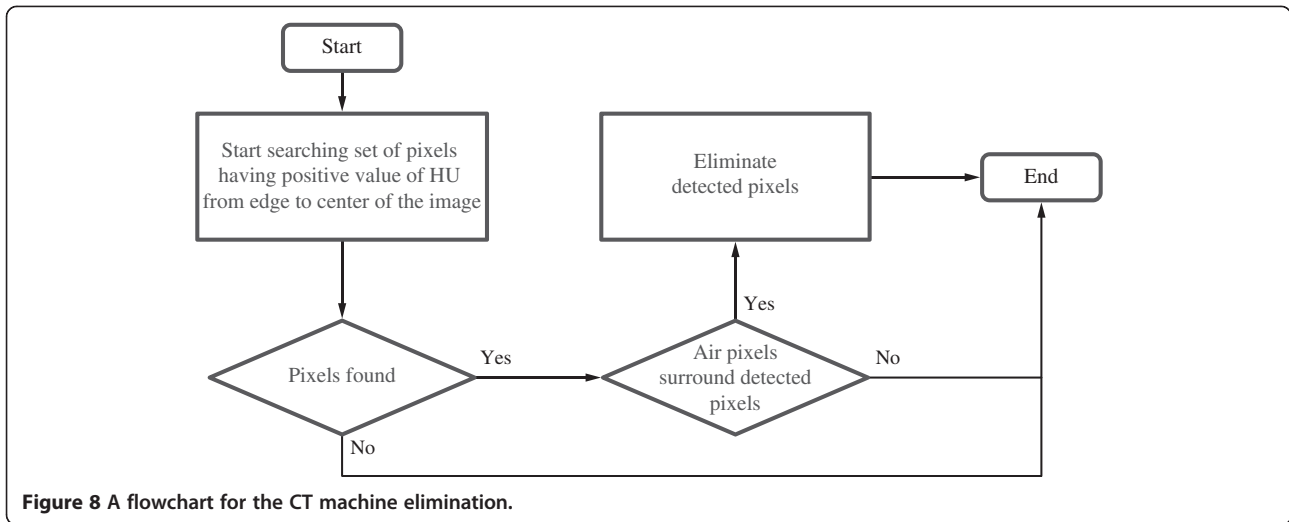 Start
Start searching set of pixels
having positive value of HU
from edge to center of the image
Eliminate
detected pixels
End
Yes
Pixels found
Yes
Air pixels
surround detected
pixels
No
No
Figure 8 A flowchart for the CT machine elimination.